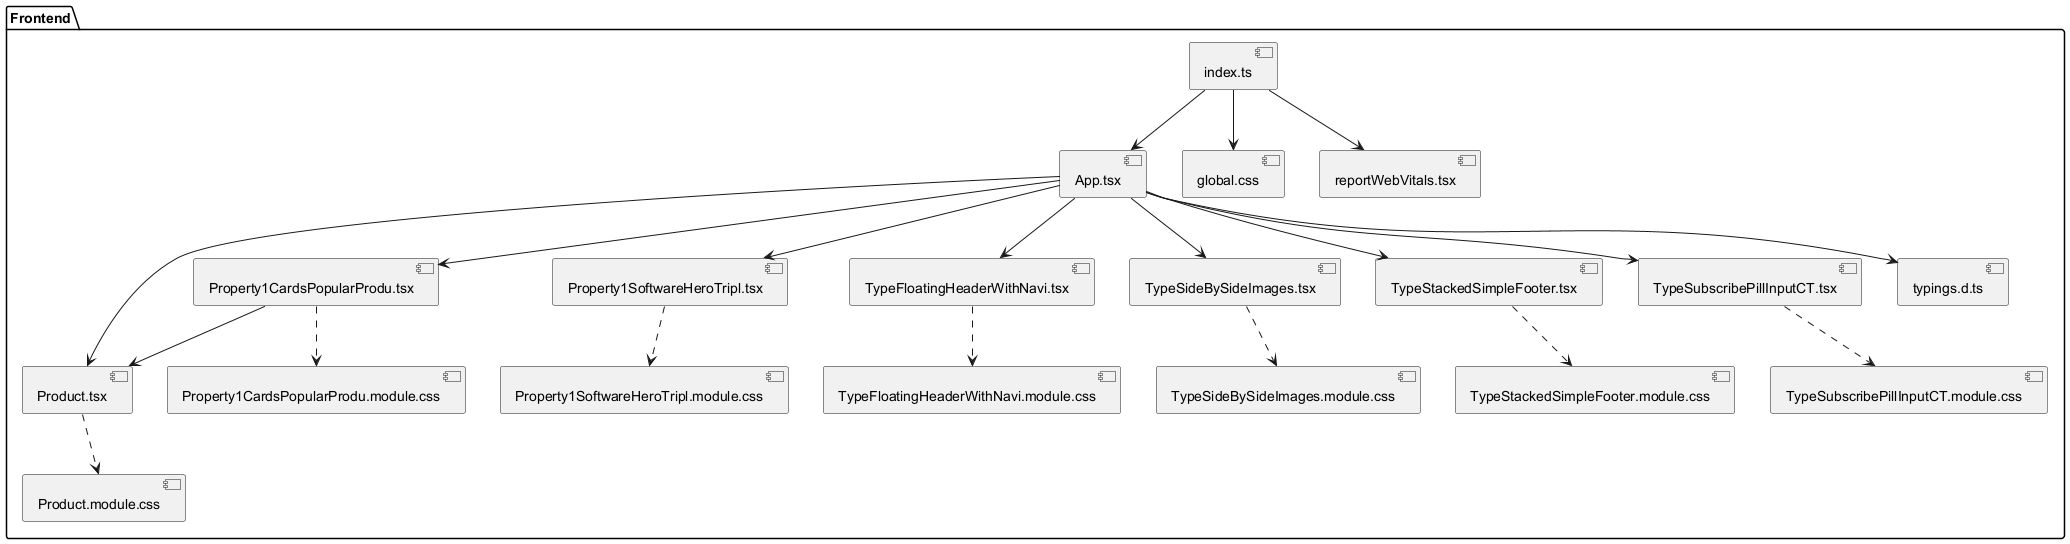 Frontend
index.ts
App.tsx
global.css
reportWebVitals.tsx
Property1CardsPopularProdu.tsx
Property1SoftwareHeroTripl.tsx
TypeFloatingHeaderWithNavi.tsx
TypeSideBySideImages.tsx
TypeStackedSimpleFooter.tsx
TypeSubscribePillInputCT.tsx
typings.d.ts
Product.tsx
Property1CardsPopularProdu.module.css
Property1SoftwareHeroTripl.module.css
TypeFloatingHeaderWithNavi.module.css
TypeSideBySideImages.module.css
TypeStackedSimpleFooter.module.css
TypeSubscribePillInputCT.module.css
Product.module.css